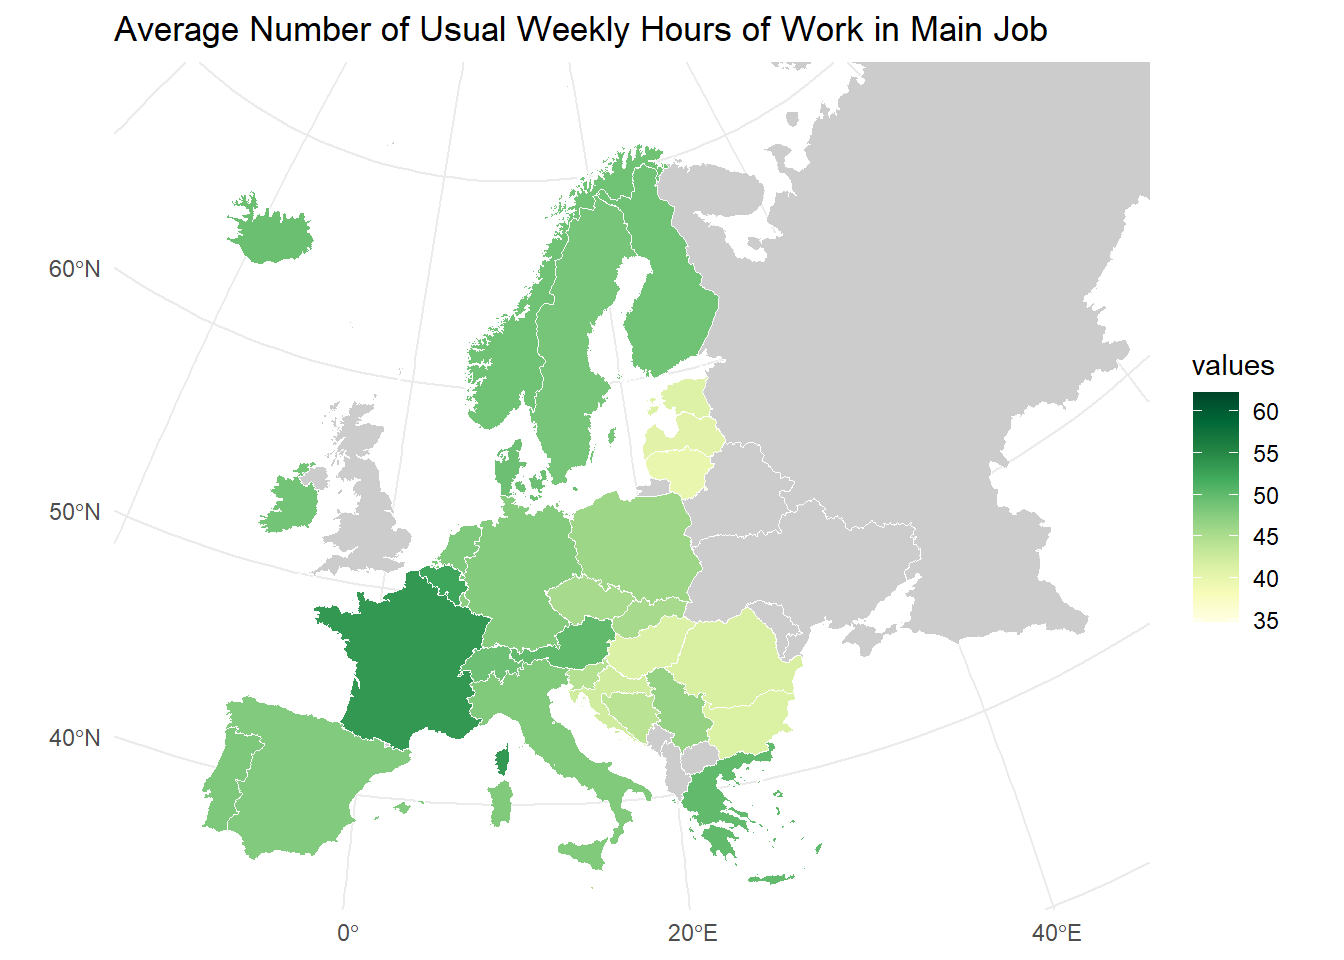 Average Number of Usual Weekly Hours of Work in Main Job
60°N
50°N
40°N
0°
20°E
40°E
values
60
55
50
45
40
35